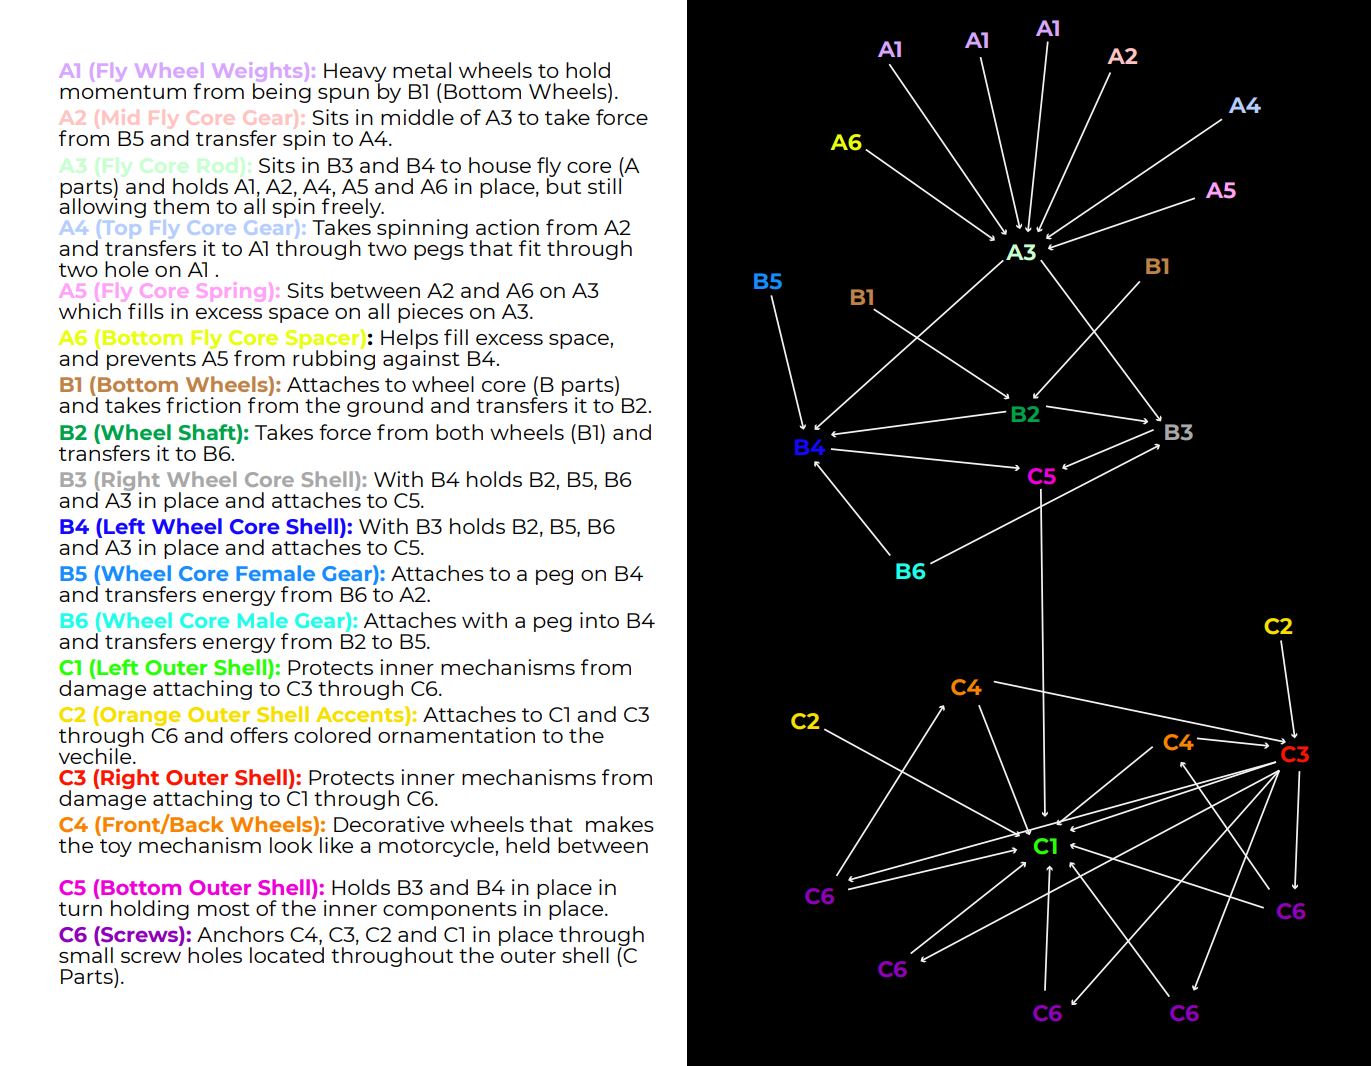 A1 (Fly Wheel Weights): Heavy metal wheels to hold
momentum from being spun by B1 (Bottom Wheels).
A2 (Mid Fly Core Gear): Sits in middle of A3 to take force
from B5 and transfer spin to A4.
A3 (Fly Core Rod): Sits in B3 and B4 to house fly core (A
parts) and holds A1, A2, A4, A5 and A6 in place, but still
allowing them to all spin freely.
A4 (Top Fly Core Gear): Takes spinning action from A2
and transfers it to A1 through two pegs that fit through
two hole on A1 .
A5 (Fly Core Spring): Sits between A2 and A6 on A3
which fills in excess space on all pieces on A3.
A6 (Bottom Fly Core Spacer): Helps fill excess space,
and prevents A5 from rubbing against B4.
B1 (Bottom Wheels): Attaches to wheel core (B parts)
and takes friction from the ground and transfers it to B2.
B2 (Wheel Shaft): Takes force from both wheels (B1) and
transfers it to B6.
B3 (Right Wheel Core Shell): With B4 holds B2, B5, B6
and A3 in place and attaches to C5.
B4 (Left Wheel Core Shell): With B3 holds B2, B5, B6
and A3 in place and attaches to C5.
B5 (Wheel Core Female Gear): Attaches to a peg on B4
and transfers energy from B6 to A2.
B6 (Wheel Core Male Gear): Attaches with a peg into B4
and transfers energy from B2 to B5.
C1 (Left Outer Shell): Protects inner mechanisms from
damage attaching to C3 through C6.
C2 (Orange Outer Shell Accents): Attaches to C1 and C3
through C6 and offers colored ornamentation to the
vechile.
C3 (Right Outer Shell): Protects inner mechanisms from
damage attaching to C1 through C6.
C4 (Front/Back Wheels): Decorative wheels that  makes
the toy mechanism look like a motorcycle, held between
C5 (Bottom Outer Shell): Holds B3 and B4 in place in
turn holding most of the inner components in place.
C6 (Screws): Anchors C4, C3, C2 and C1 in place through
small screw holes located throughout the outer shell (C
Parts).
A1
A1
A1
A2
A4
A6
A5
A3
B1
B5
B1
B2
B3
B4
C5
B6
C2
C4
C2
C4
C3
C1
C6
C6
C6
C6
C6